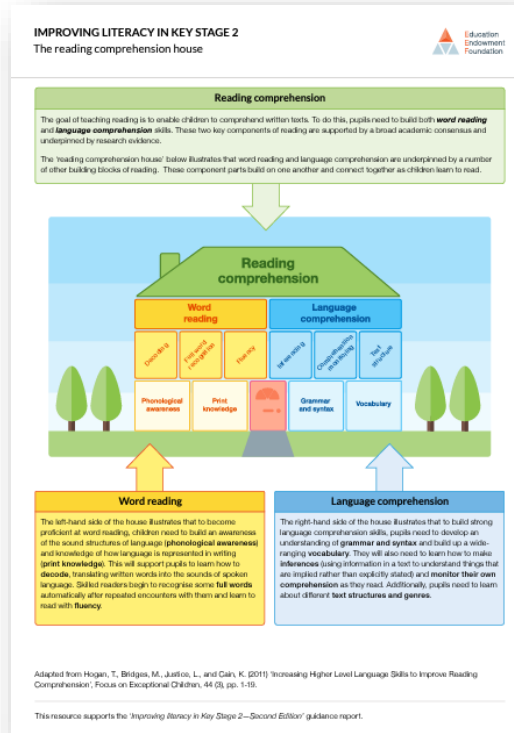 IMPROVING LITERACY IN KEY STAGE 2
The reading comprehension house
Education
Endowment
Foundation
Reading comprehension
The goal of teaching reading is to enable children to comprehend written texts. To do this, pupils need to build both word reading
and language comprehension skills. These two key components of reading are supported by a broad academic consensus and
underpinned by research evidence.
The 'reading comprehension house' below illustrates that word reading and language comprehension are underpinned by a number
of other building blocks of reading. These component parts build on one another and connect together as children learn to read.
Reading
comprehension
Word
reading
Language
comprehension
Decoding
Full word
recognition
Fluency
Inferencing
Comprehension
monitoring
Text
structure
Phonological
awareness
Print
knowledge
Grammar
and syntax
Vocabulary
Word reading
The left-hand side of the house illustrates that to become
proficient at word reading, children need to build an awareness
of the sound structures of language (phonological awareness)
and knowledge of how language is represented in writing
(print knowledge). This will support pupils to learn how to
decode, translating written words into the sounds of spoken
language. Skilled readers begin to recognise some full words
automatically after repeated encounters with them and learn to
read with fluency.
Language comprehension
The right-hand side of the house illustrates that to build strong
language comprehension skills, pupils need to develop an
understanding of grammar and syntax and build up a wide-
ranging vocabulary. They will also need to learn how to make
inferences (using information in a text to understand things that
are implied rather than explicitly stated) and monitor their own
comprehension as they read. Additionally, pupils need to learn
about different text structures and genres.
Adapted from Hogan, T., Bridges, M., Justice, L., and Cain, K. (2011) 'Increasing Higher Level Language Skills to Improve Reading
Comprehension', Focus on Exceptional Children, 44 (3), pp. 1-19.
This resource supports the 'Improving literacy in Key Stage 2—Second Edition' guidance report.